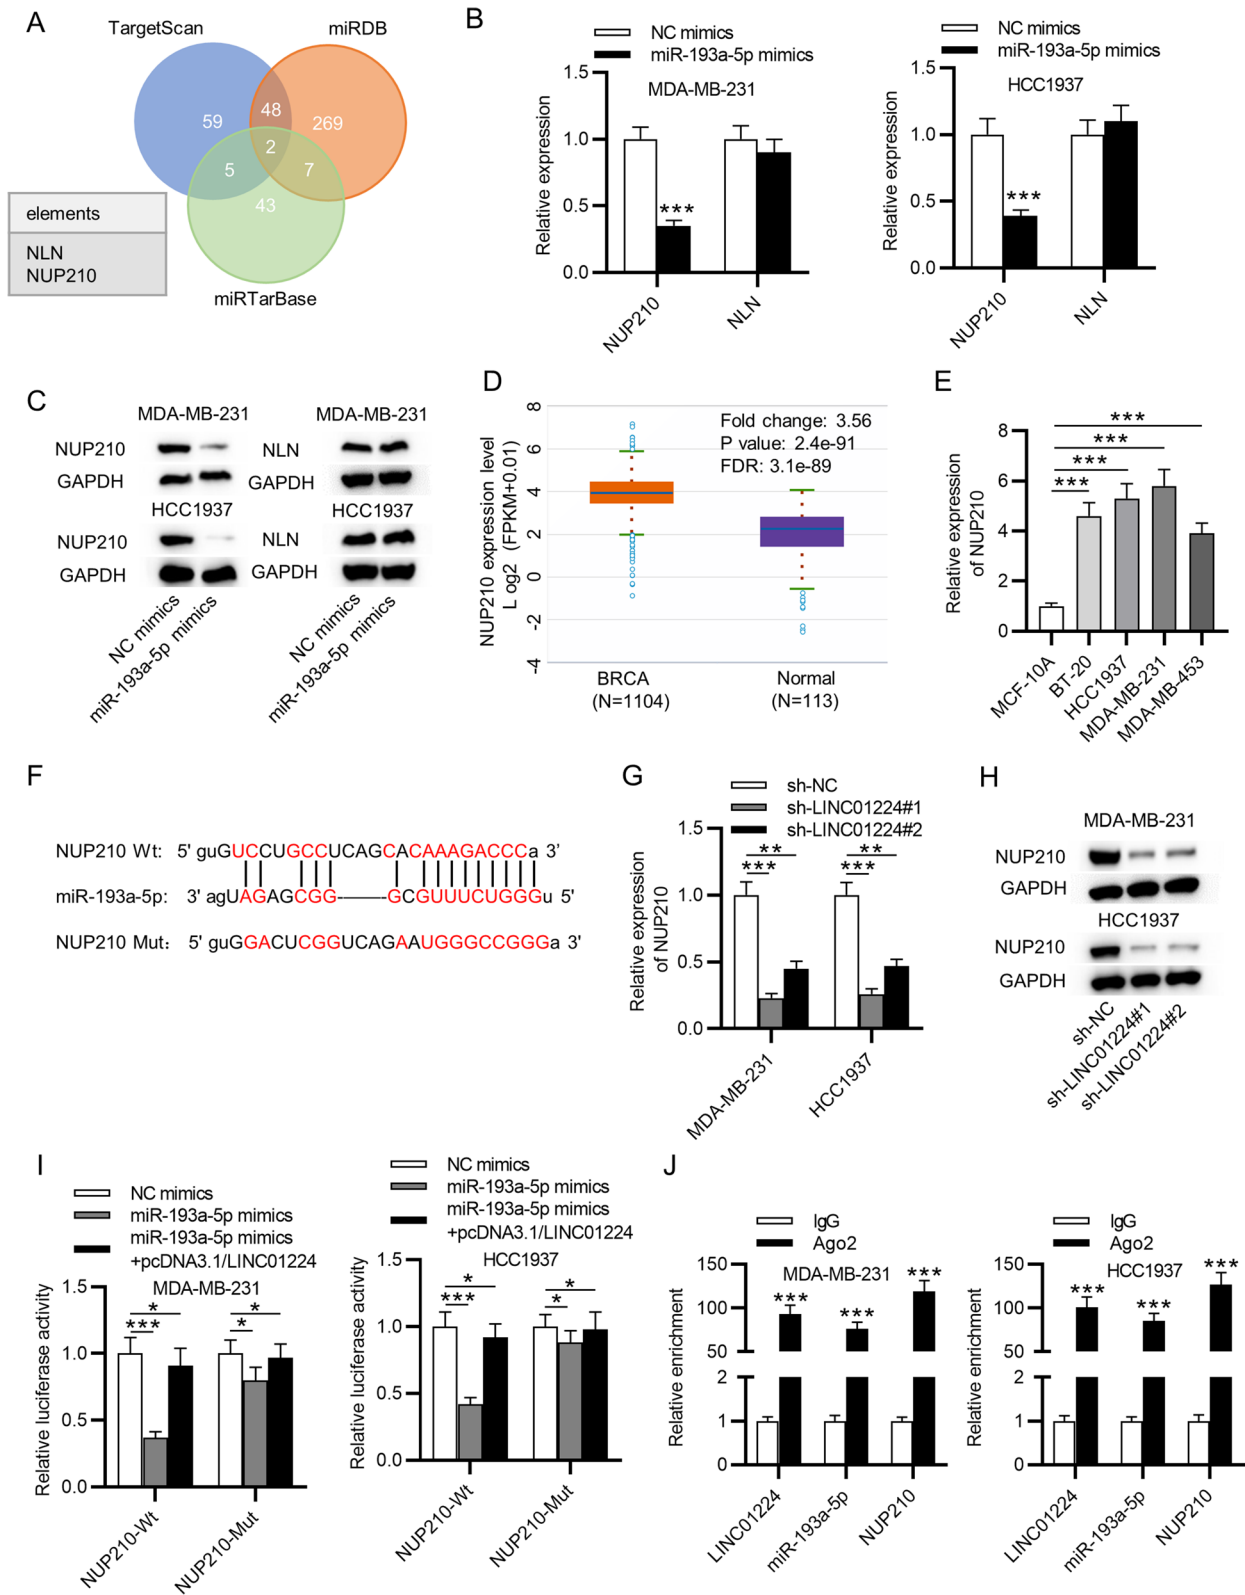 A
TargetScan
miRDB
59
48
269
2
5
7
43
elements
NLN
NUP210
miRTarBase
B
NC mimics
miR-193a-5p mimics
MDA-MB-231
Relative expression
1.5
1.0
0.5
0.0
***
NUP210
NLN
NC mimics
miR-193a-5p mimics
HCC1937
Relative expression
1.5
1.0
0.5
0.0
***
NUP210
NLN
C
MDA-MB-231
MDA-MB-231
NUP210
NLN
GAPDH
GAPDH
HCC1937
HCC1937
NUP210
NLN
GAPDH
GAPDH
NC mimics
miR-193a-5p mimics
NC mimics
miR-193a-5p mimics
D
NUP210 expression level
L og2 (FPKM+0.01)
8
6
4
2
0
-2
-4
Fold change: 3.56
P value: 2.4e-91
FDR: 3.1e-89
BRCA
(N=1104)
Normal
(N=113)
E
Relative expression
of NUP210
8
6
4
2
0
***
***
***
***
MCF-10A
BT-20
HCC1937
MDA-MB-231
MDA-MB-453
F
NUP210 Wt: 5' guGUCCUGCCUCAGCACAAAGACCCa 3'
miR-193a-5p: 3' agUAGAGCGG———GCGUUUCUGGGu 5'
NUP210 Mut: 5' guGGACUCGGUCAGAAUGGGCCGGGa 3'
G
sh-NC
sh-LINC01224#1
sh-LINC01224#2
Relative expression
of NUP210
1.5
1.0
0.5
0.0
**
***
**
***
MDA-MB-231
HCC1937
H
MDA-MB-231
NUP210
GAPDH
HCC1937
NUP210
GAPDH
sh-NC
sh-LINC01224#1
sh-LINC01224#2
I
NC mimics
miR-193a-5p mimics
miR-193a-5p mimics
+pcDNA3.1/LINC01224
MDA-MB-231
Relative luciferase activity
1.5
1.0
0.5
0.0
*
***
*
*
NUP210-Wt
NUP210-Mut
NC mimics
miR-193a-5p mimics
miR-193a-5p mimics
+pcDNA3.1/LINC01224
HCC1937
Relative luciferase activity
1.5
1.0
0.5
0.0
*
***
*
*
NUP210-Wt
NUP210-Mut
J
IgG
Ago2
MDA-MB-231
Relative enrichment
150
100
50
2
1
0
***
***
***
LINC01224
miR-193a-5p
NUP210
IgG
Ago2
HCC1937
Relative enrichment
150
100
50
2
1
0
***
***
***
LINC01224
miR-193a-5p
NUP210